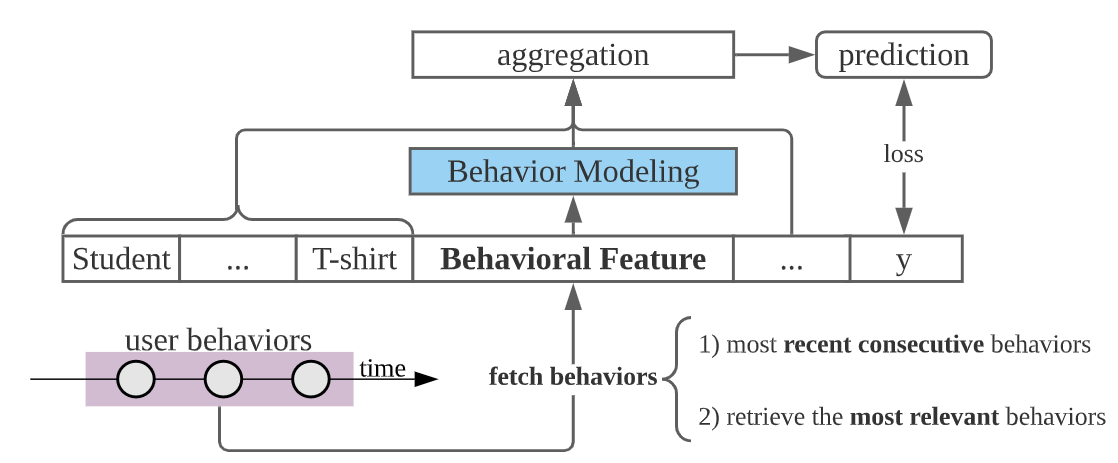 aggregation
prediction
loss
Behavior Modeling
Student
...
T-shirt
Behavioral Feature
...
y
user behaviors
time
fetch behaviors
1) most recent consecutive behaviors
2) retrieve the most relevant behaviors